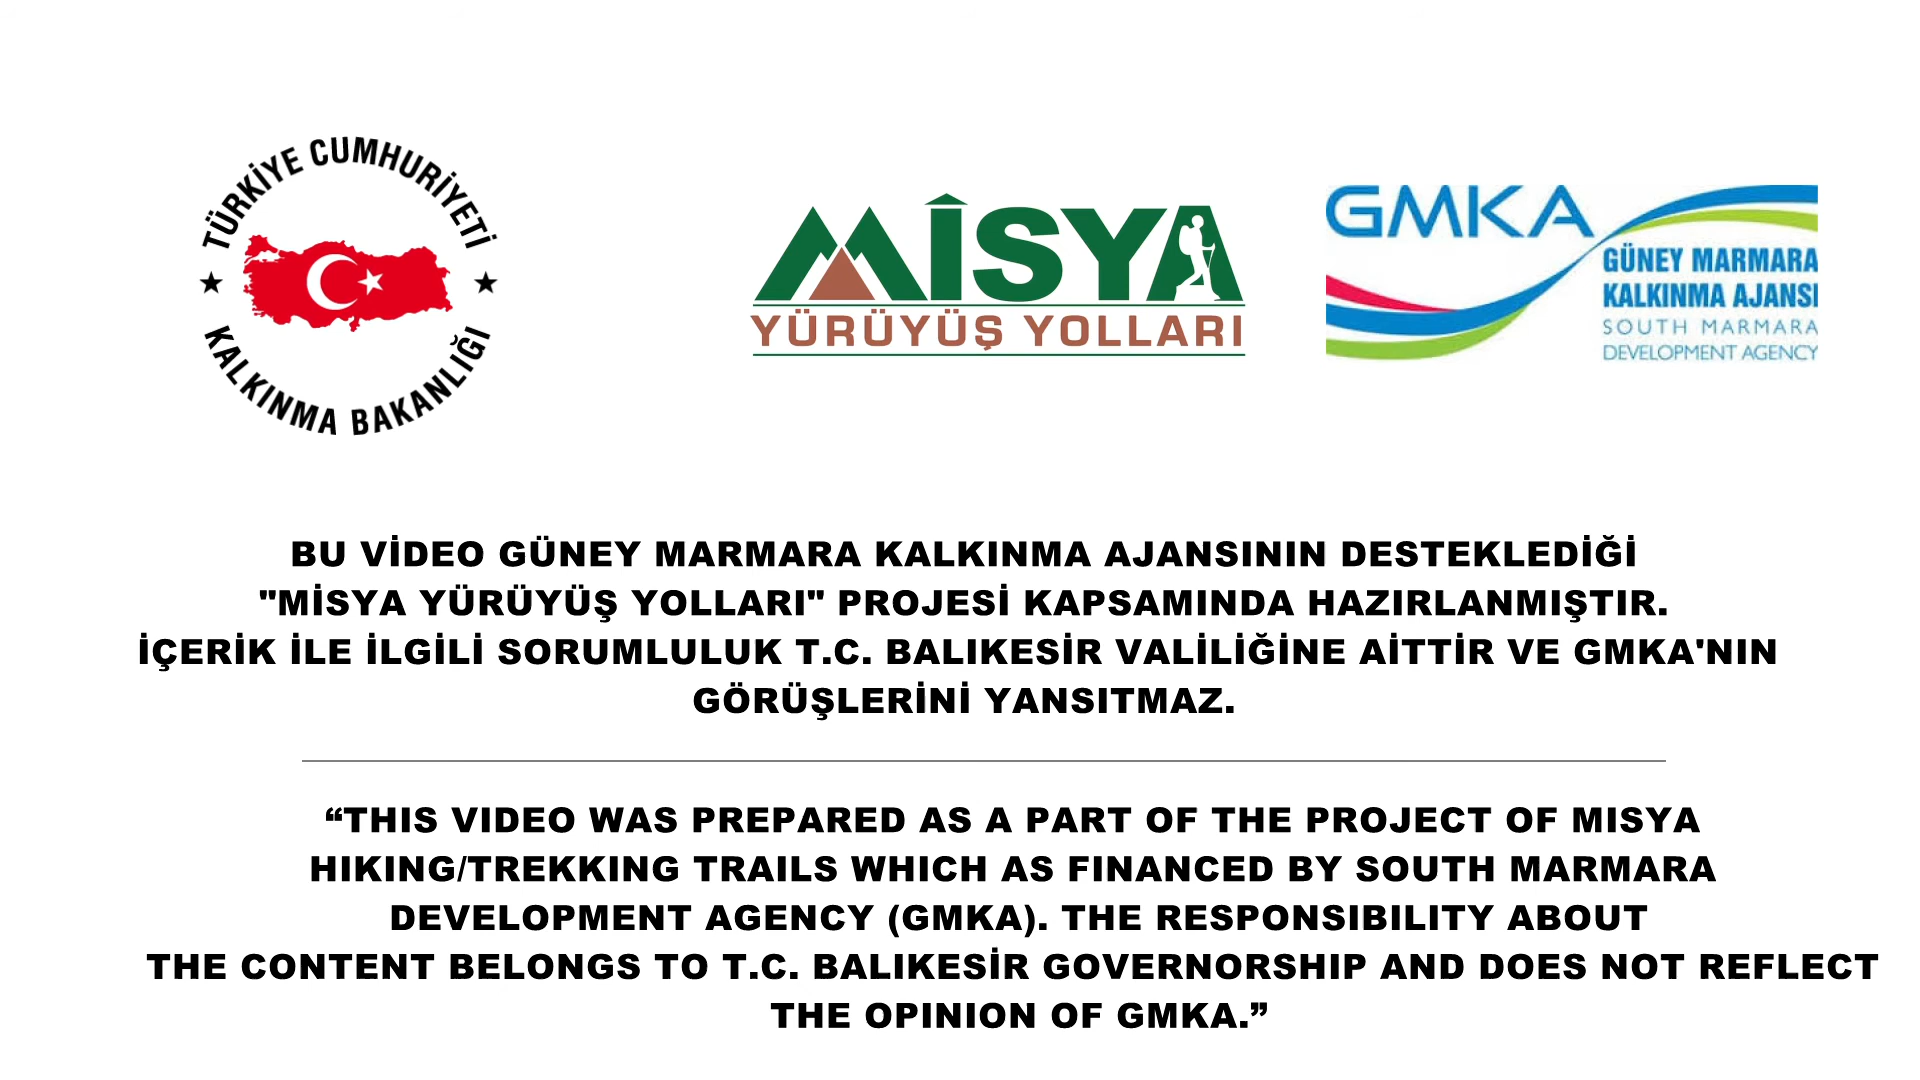 TÜRKİYE CUMHURİYETİ
KALKINMA BAKANLIĞI
MİSYA
YÜRÜYÜŞ YOLLARI
GMKA
GÜNEY MARMARA
KALKINMA AJANSI
SOUTH MARMARA
DEVELOPMENT AGENCY
BU VİDEO GÜNEY MARMARA KALKINMA AJANSININ DESTEKLEDİĞİ
"MİSYA YÜRÜYÜŞ YOLLARI" PROJESİ KAPSAMINDA HAZIRLANMIŞTIR.
İÇERİK İLE İLGİLİ SORUMLULUK T.C. BALIKESİR VALİLİĞİNE AİTTİR VE GMKA'NIN
GÖRÜŞLERİNİ YANSITMAZ.
“THIS VIDEO WAS PREPARED AS A PART OF THE PROJECT OF MISYA
HIKING/TREKKING TRAILS WHICH AS FINANCED BY SOUTH MARMARA
DEVELOPMENT AGENCY (GMKA). THE RESPONSIBILITY ABOUT
THE CONTENT BELONGS TO T.C. BALIKESİR GOVERNORSHIP AND DOES NOT REFLECT
THE OPINION OF GMKA.”